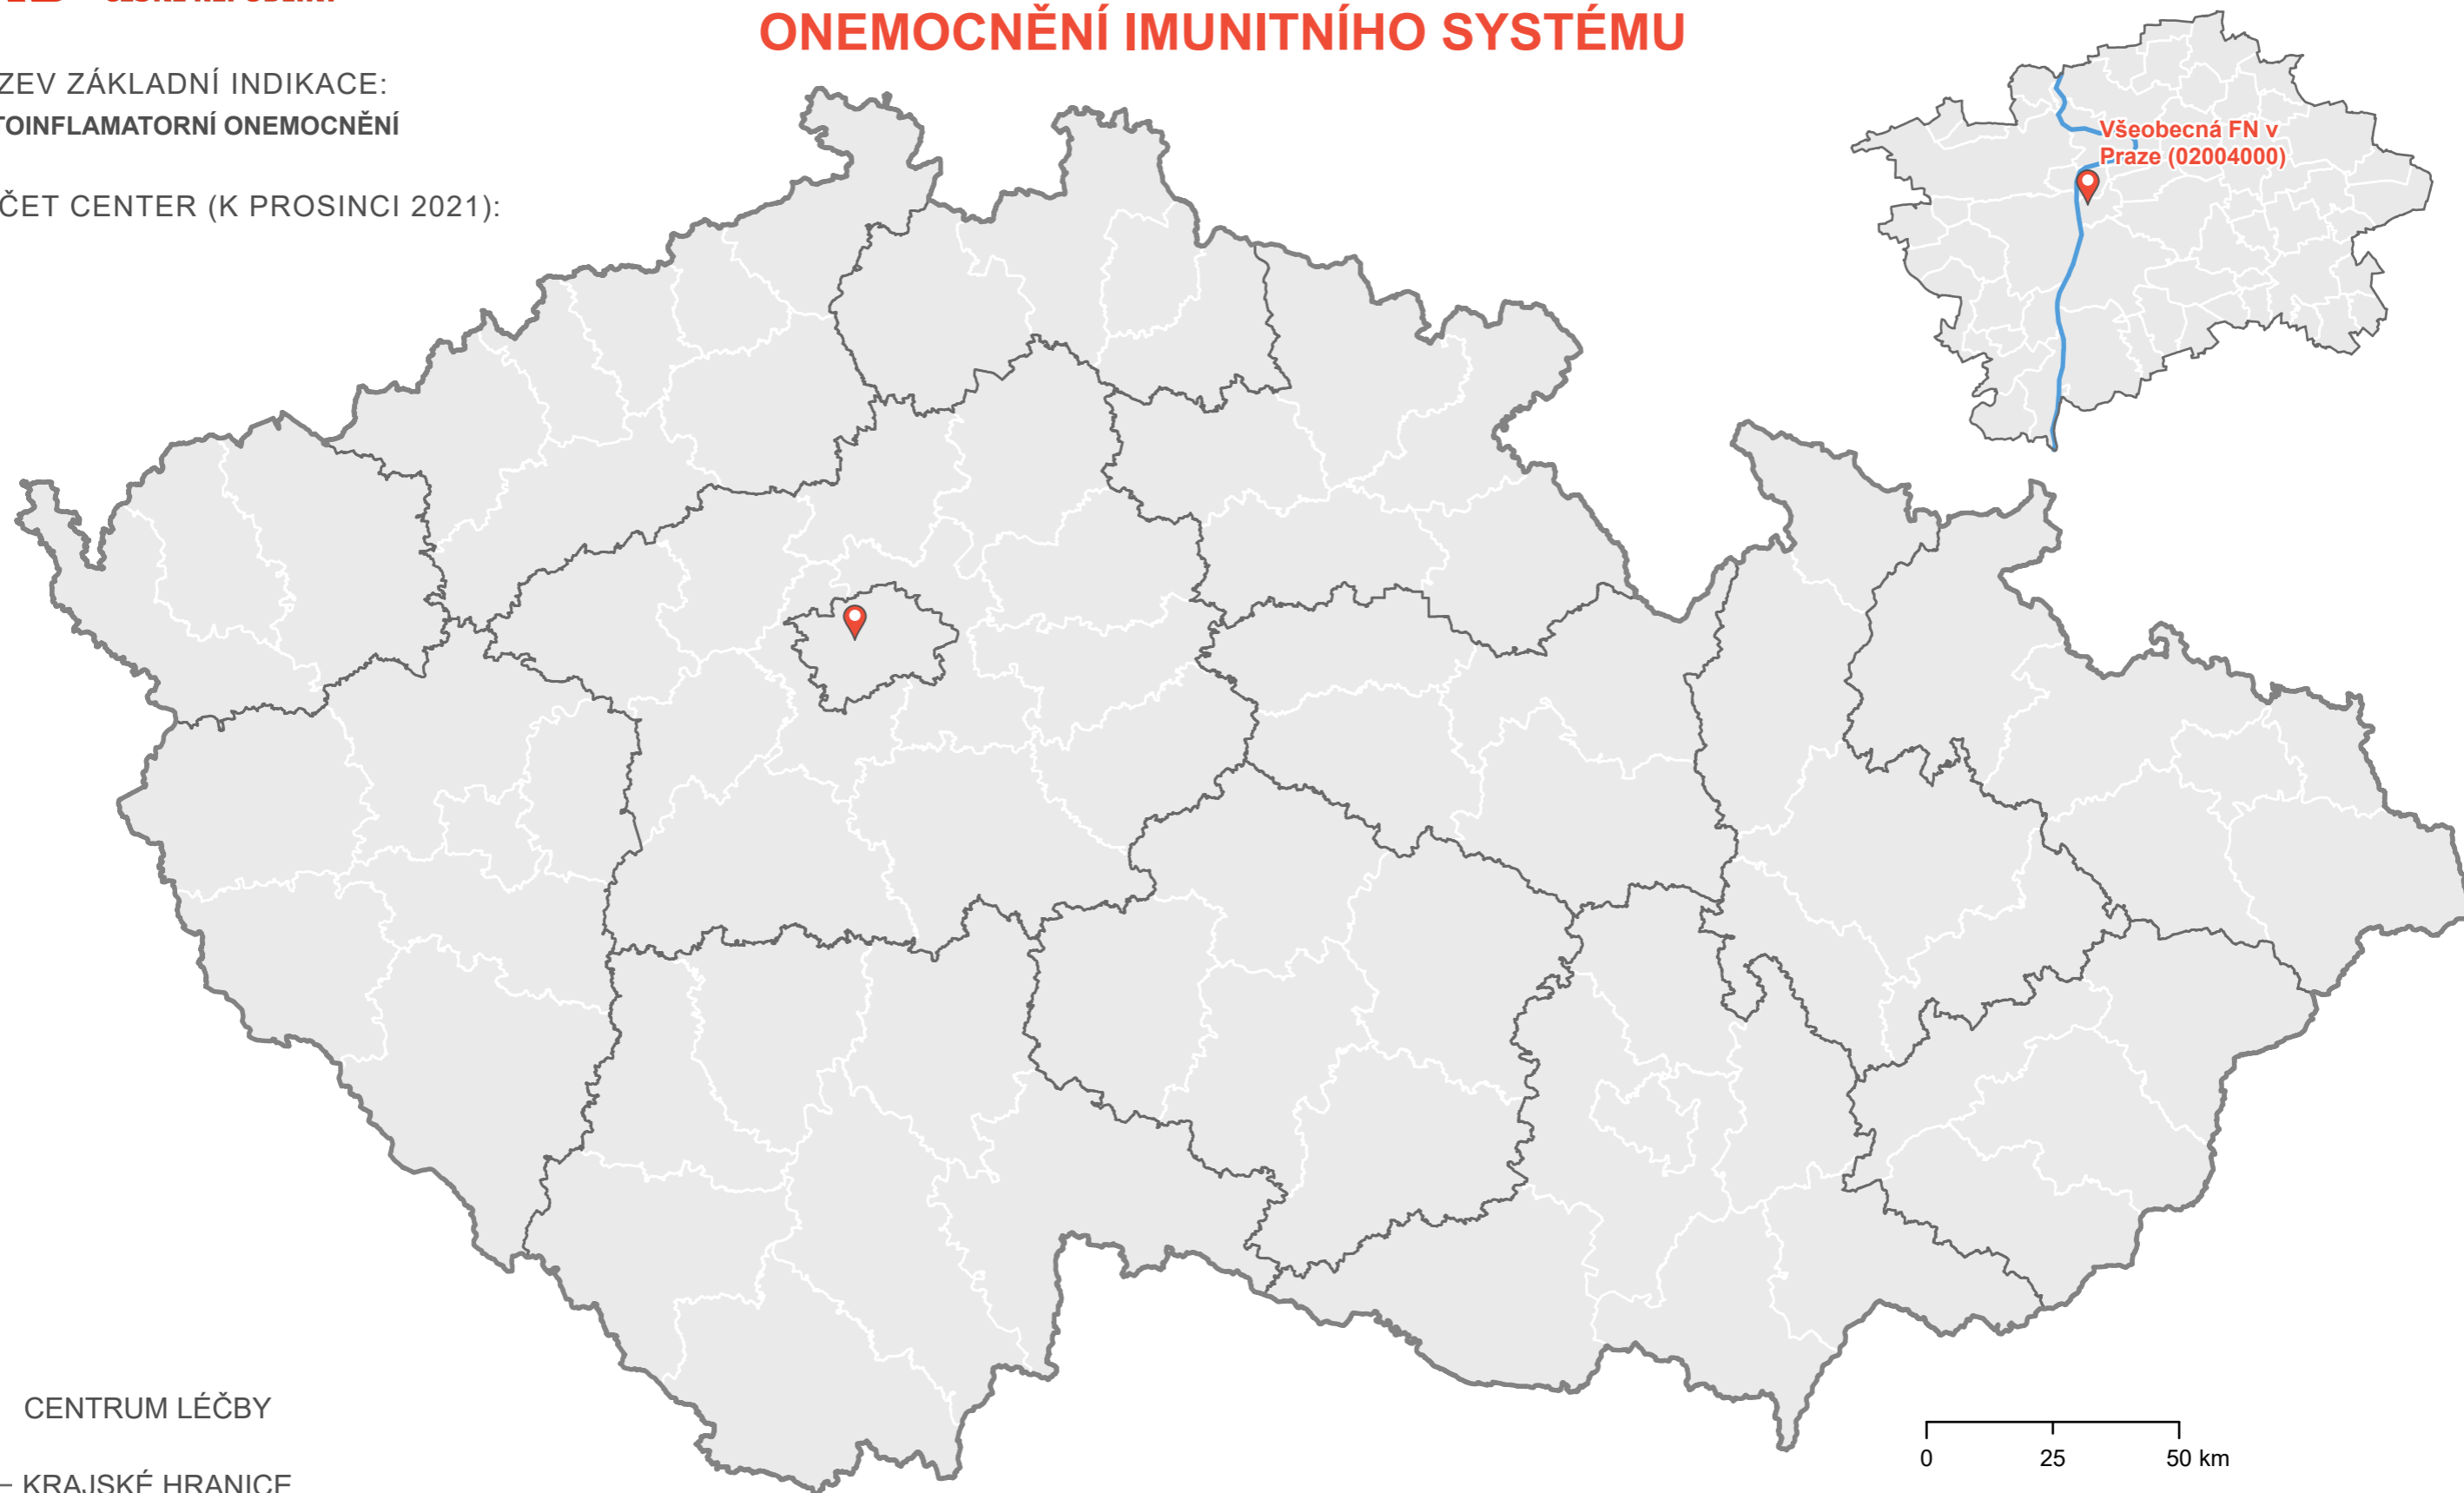 ONEMOCNĚNÍ IMUNITNÍHO SYSTÉMU
ZEV ZÁKLADNÍ INDIKACE:
TOINFLAMATORNÍ ONEMOCNĚNÍ
ČET CENTER (K PROSINCI 2021):
Všeobecná FN v
Praze (02004000)
CENTRUM LÉČBY
KRAJSKÉ HRANICE
0 25 50 km